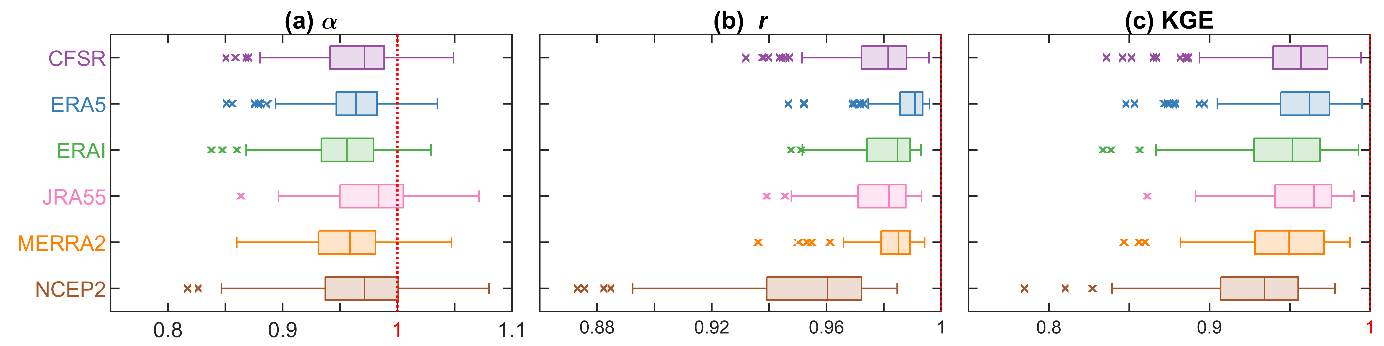 (a) α (b) r (c) KGE
CFSR
ERA5
ERAI
JRA55
MERRA2
NCEP2
0.8 0.9 1 1.1 0.88 0.92 0.96 1 0.8 0.9 1